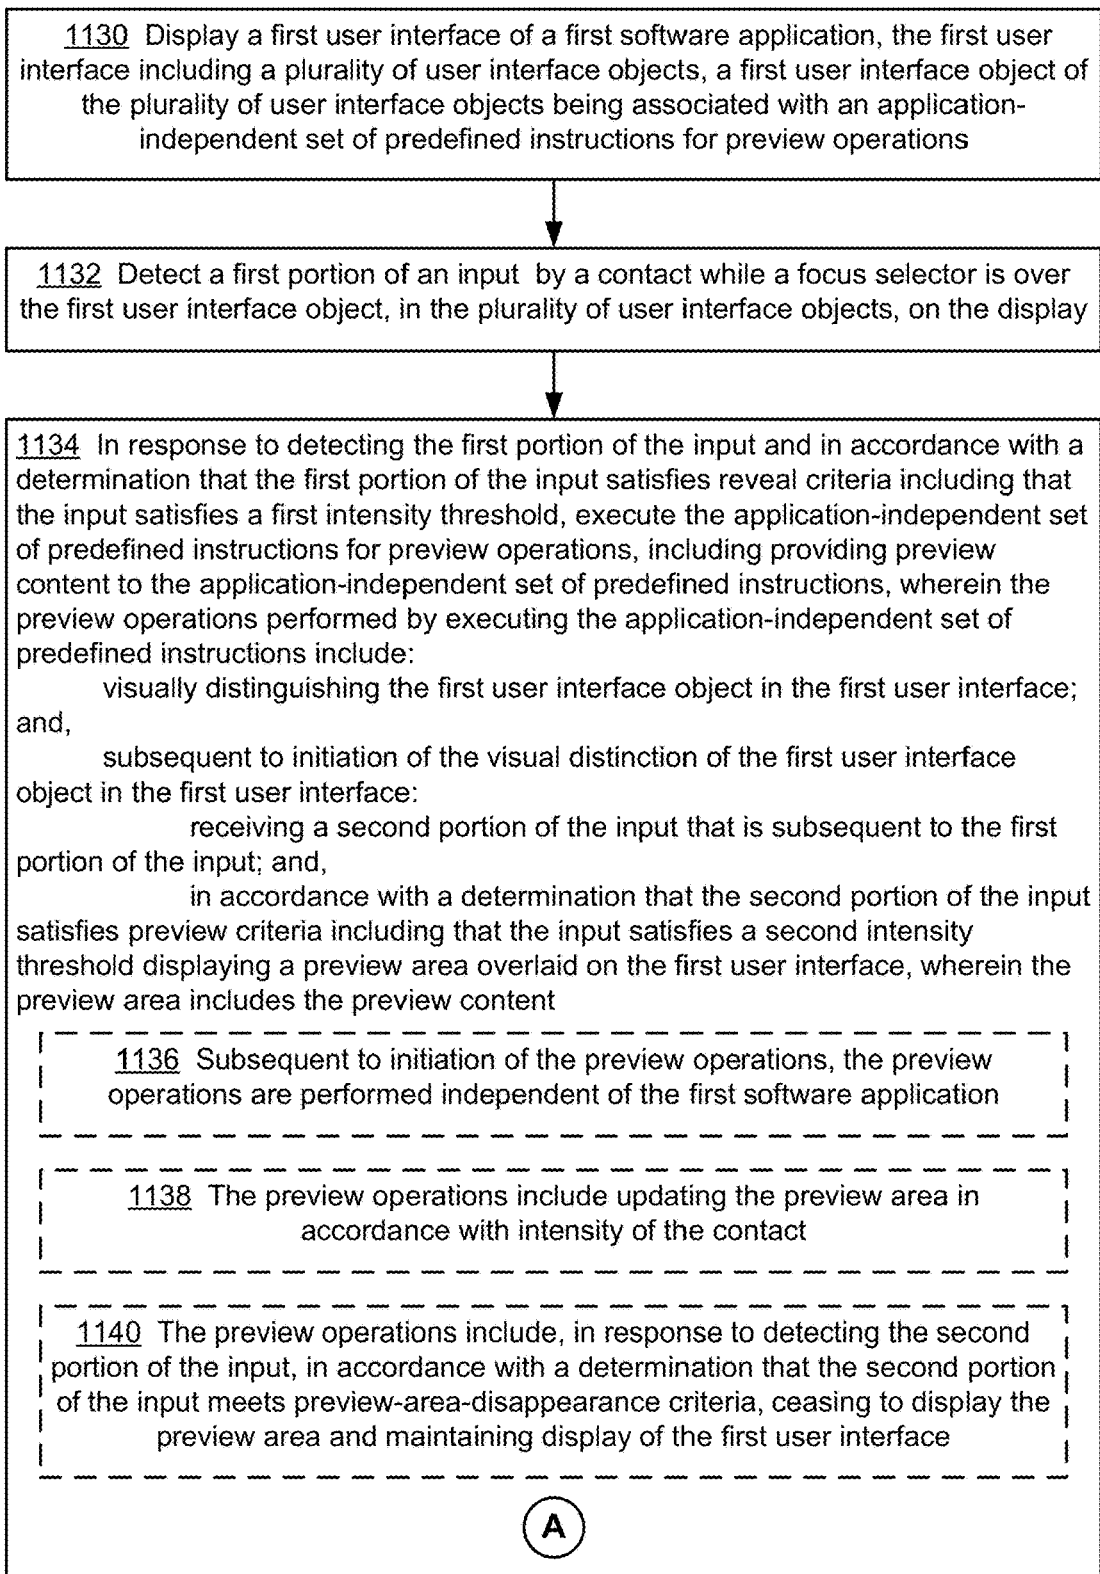 1130 Display a first user interface of a first software application, the first user
interface including a plurality of user interface objects, a first user interface object of
the plurality of user interface objects being associated with an application-
independent set of predefined instructions for preview operations
1132 Detect a first portion of an input by a contact while a focus selector is over
the first user interface object, in the plurality of user interface objects, on the display
1134 In response to detecting the first portion of the input and in accordance with a
determination that the first portion of the input satisfies reveal criteria including that
the input satisfies a first intensity threshold, execute the application-independent set
of predefined instructions for preview operations, including providing preview
content to the application-independent set of predefined instructions, wherein the
preview operations performed by executing the application-independent set of
predefined instructions include:
visually distinguishing the first user interface object in the first user interface;
and,
subsequent to initiation of the visual distinction of the first user interface
object in the first user interface:
receiving a second portion of the input that is subsequent to the first
portion of the input; and,
in accordance with a determination that the second portion of the input
satisfies preview criteria including that the input satisfies a second intensity
threshold displaying a preview area overlaid on the first user interface, wherein the
preview area includes the preview content
1136 Subsequent to initiation of the preview operations, the preview
operations are performed independent of the first software application
1138 The preview operations include updating the preview area in
accordance with intensity of the contact
1140 The preview operations include, in response to detecting the second
portion of the input, in accordance with a determination that the second portion
of the input meets preview-area-disappearance criteria, ceasing to display the
preview area and maintaining display of the first user interface
A